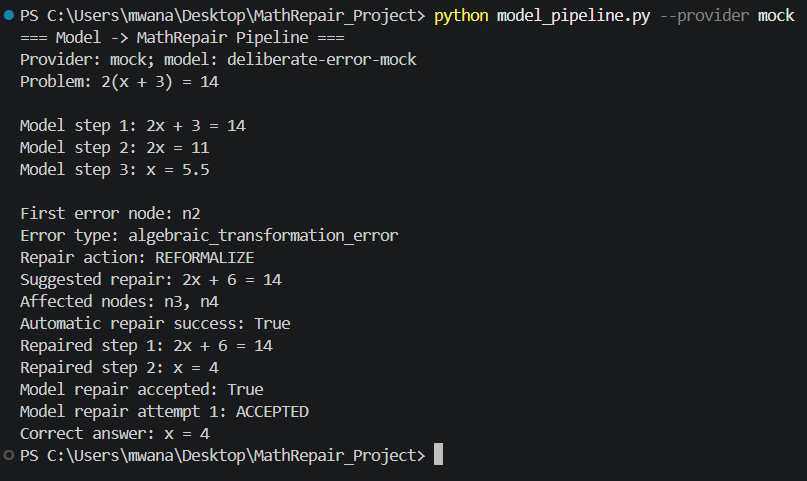 PS C:\Users\mwana\Desktop\MathRepair_Project> python model_pipeline.py --provider mock
=== Model -> MathRepair Pipeline ===
Provider: mock; model: deliberate-error-mock
Problem: 2(x + 3) = 14
Model step 1: 2x + 3 = 14
Model step 2: 2x = 11
Model step 3: x = 5.5
First error node: n2
Error type: algebraic_transformation_error
Repair action: REFORMALIZE
Suggested repair: 2x + 6 = 14
Affected nodes: n3, n4
Automatic repair success: True
Repaired step 1: 2x + 6 = 14
Repaired step 2: x = 4
Model repair accepted: True
Model repair attempt 1: ACCEPTED
Correct answer: x = 4
PS C:\Users\mwana\Desktop\MathRepair_Project>